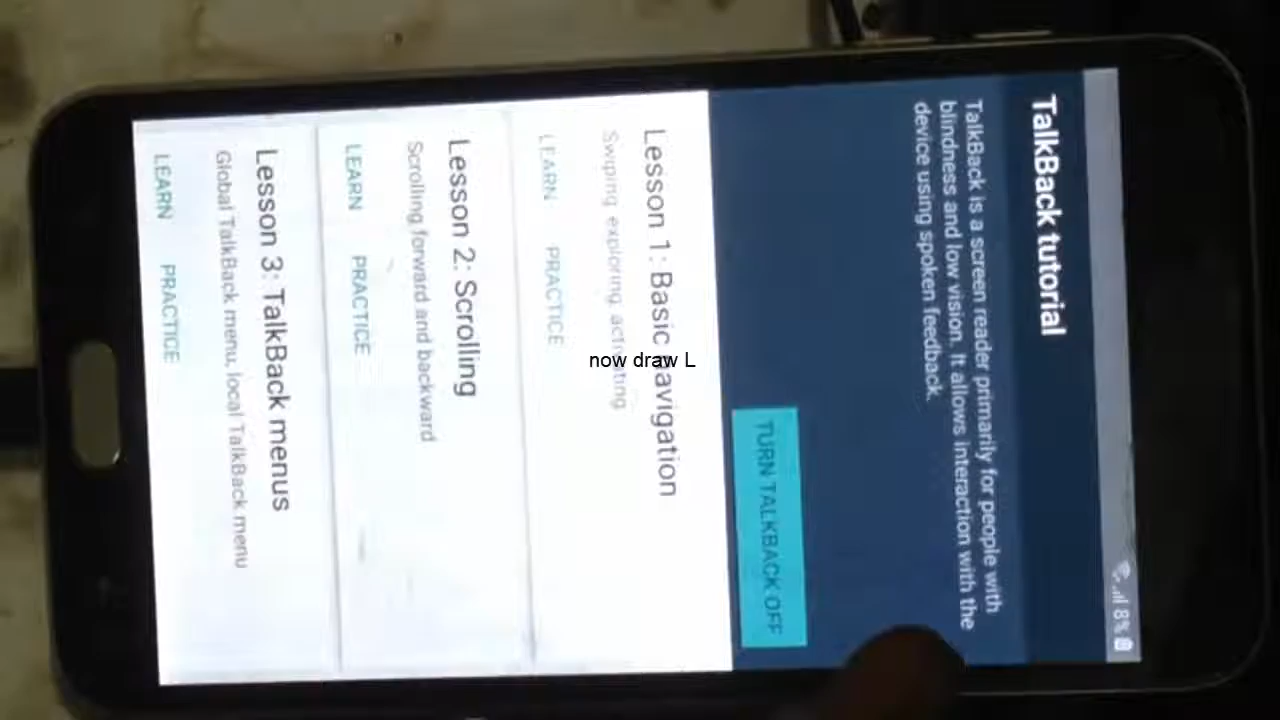 8%
TalkBack tutorial
TalkBack is a screen reader primarily for people with
blindness and low vision. It allows interaction with the
device using spoken feedback.
TURN TALKBACK OFF
Lesson 1: Basic navigation
Swiping, exploring, activating
LEARN PRACTICE
Lesson 2: Scrolling
Scrolling forward and backward
LEARN PRACTICE
Lesson 3: TalkBack menus
Global TalkBack menu, local TalkBack menu
LEARN PRACTICE
now draw L